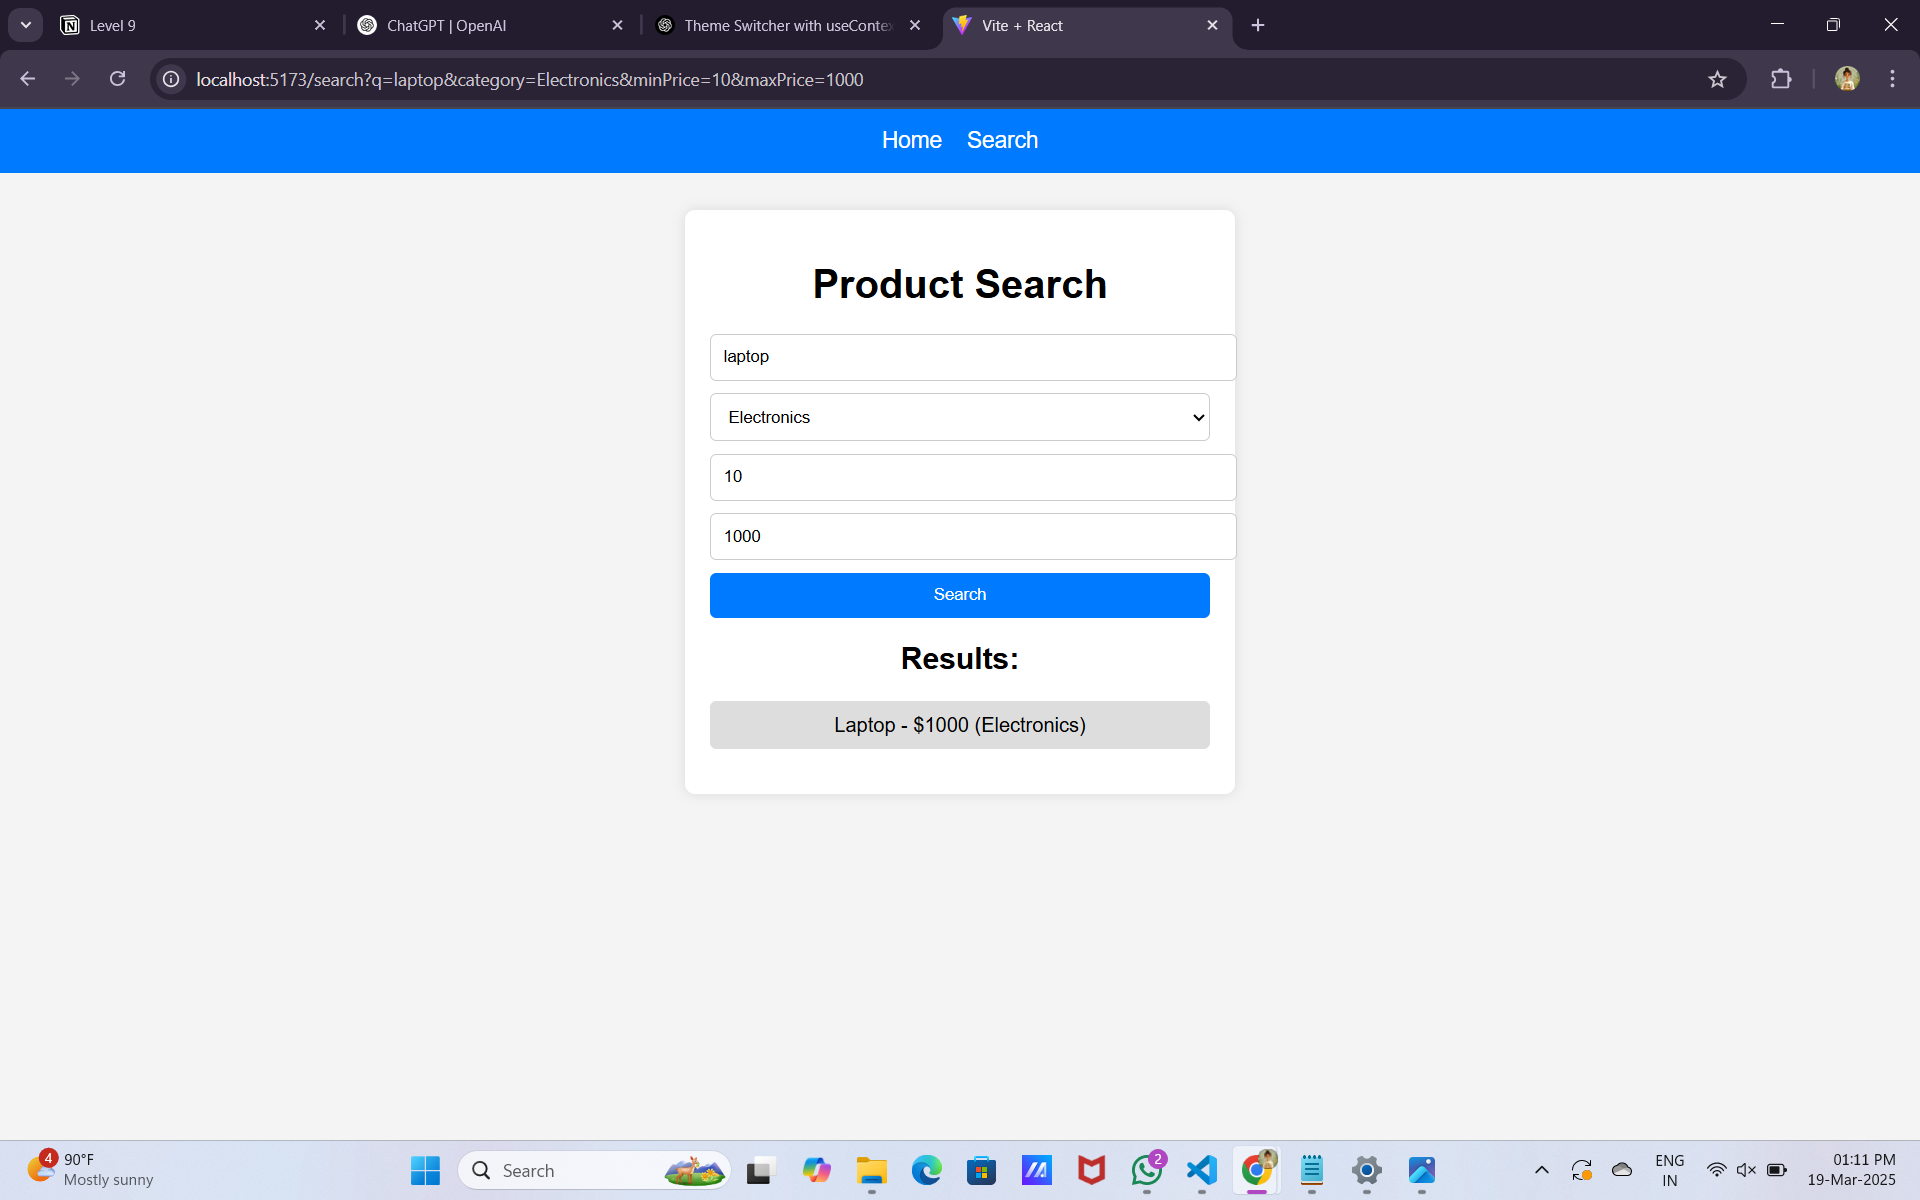 Level 9
ChatGPT | OpenAI
Theme Switcher with useContex
Vite + React
localhost:5173/search?q=laptop&category=Electronics&minPrice=10&maxPrice=1000
Home Search
Product Search
laptop
Electronics
10
1000
Search
Results:
Laptop - $1000 (Electronics)
4
90°F
Mostly sunny
Search
2
ENG
IN
01:11 PM
19-Mar-2025